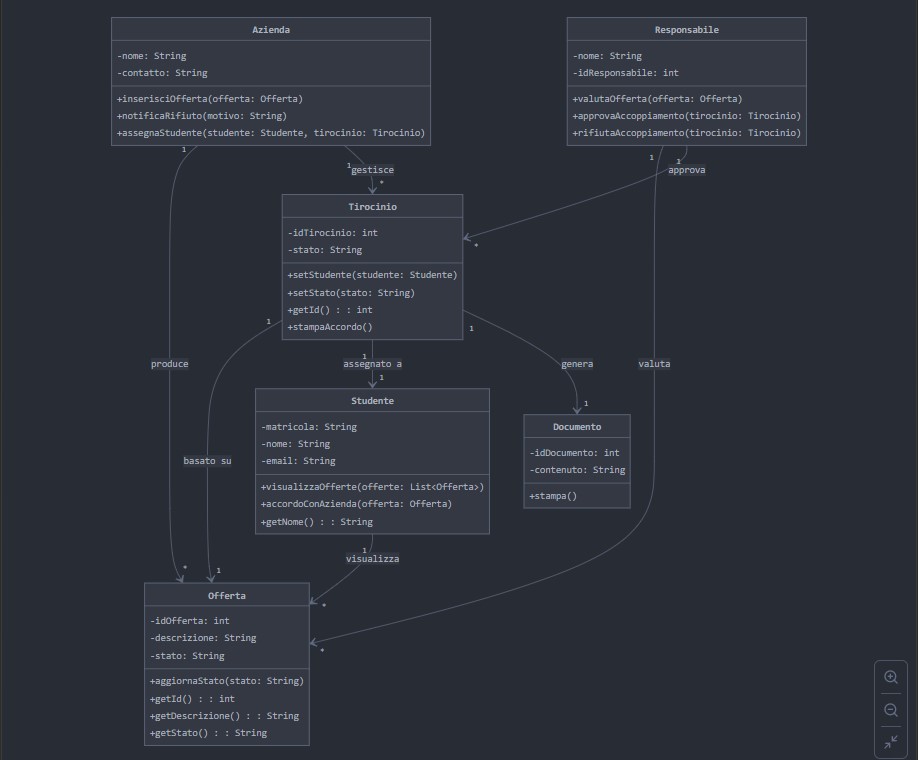 Azienda
-nome: String
-contatto: String
+inserisciOfferta(offerta: Offerta)
+notificaRifiuto(motivo: String)
+assegnaStudente(studente: Studente, tirocinio: Tirocinio)
Responsabile
-nome: String
-idResponsabile: int
+valutaOfferta(offerta: Offerta)
+approvaAccoppiamento(tirocinio: Tirocinio)
+rifiutaAccoppiamento(tirocinio: Tirocinio)
1
1
gestisce
*
1
1
approva
*
Tirocinio
-idTirocinio: int
-stato: String
+setStudente(studente: Studente)
+setStato(stato: String)
+getId() : : int
+stampaAccordo()
1
1
produce
1
assegnato a
1
genera
1
valuta
Studente
-matricola: String
-nome: String
-email: String
+visualizzaOfferte(offerte: List<Offerta>)
+accordoConAzienda(offerta: Offerta)
+getNome() : : String
Documento
-idDocumento: int
-contenuto: String
+stampa()
basato su
1
visualizza
*
1
*
*
Offerta
-idOfferta: int
-descrizione: String
-stato: String
+aggiornaStato(stato: String)
+getId() : : int
+getDescrizione() : : String
+getStato() : : String